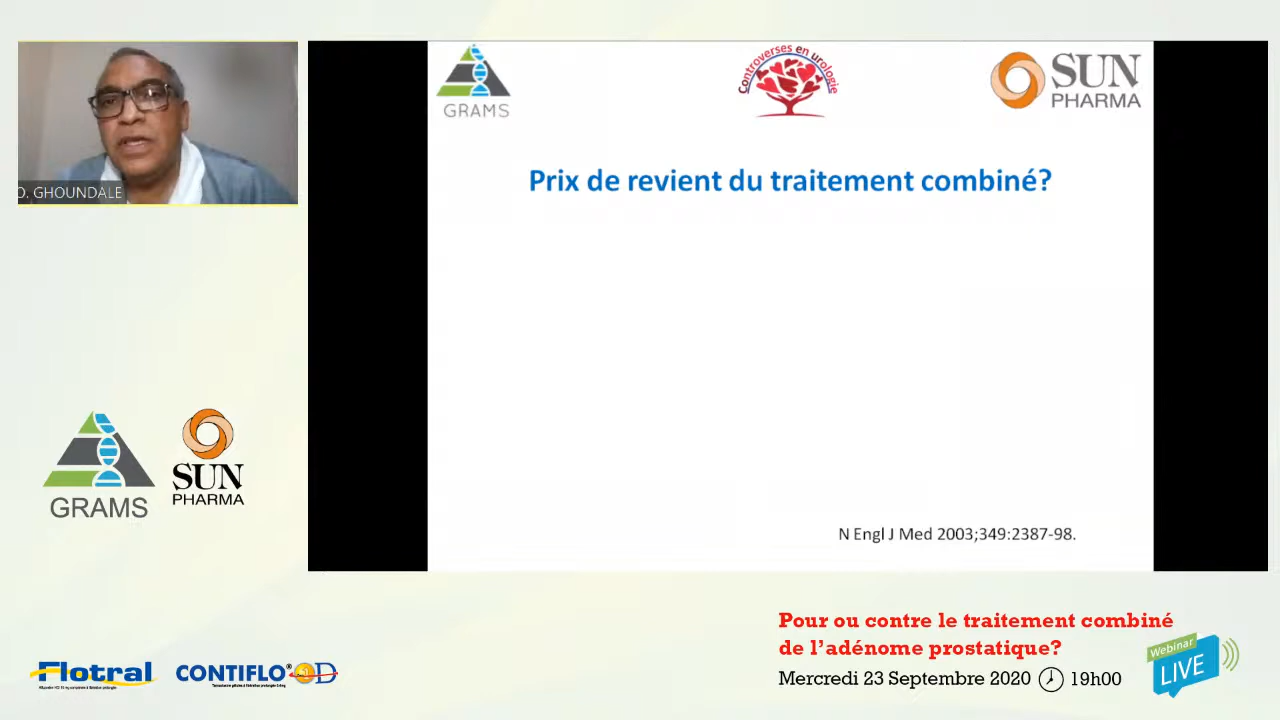 O. GHOUNDALE
GRAMS
Controverses en urologie
SUN
PHARMA
Prix de revient du traitement combiné?
N Engl J Med 2003;349:2387-98.
GRAMS
SUN
PHARMA
Flotral
CONTIFLO® OD
Pour ou contre le traitement combiné
de l’adénome prostatique?
Mercredi 23 Septembre 2020 19h00
Webinar
LIVE